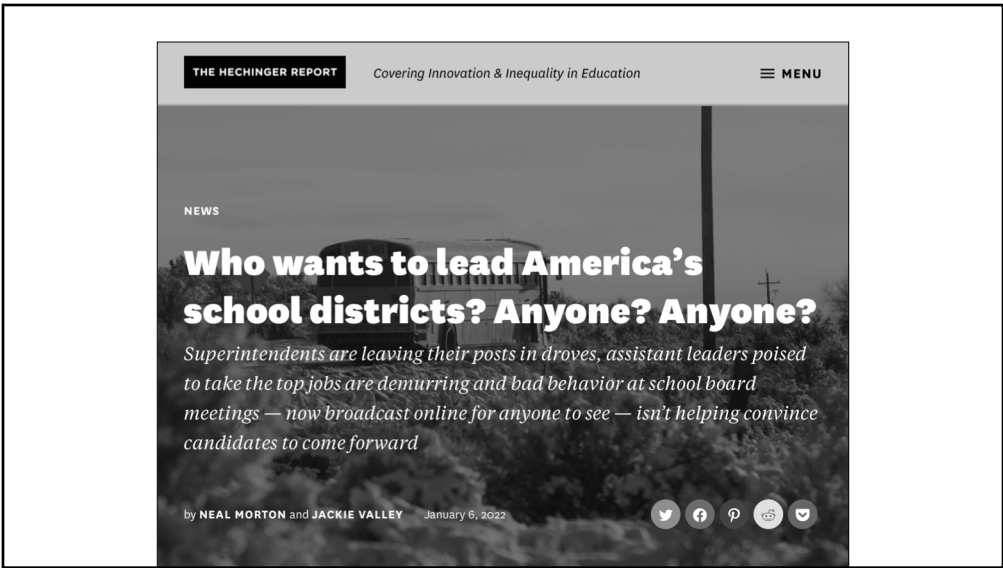 THE HECHINGER REPORT
Covering Innovation & Inequality in Education
MENU
NEWS
Who wants to lead America’s
school districts? Anyone? Anyone?
Superintendents are leaving their posts in droves, assistant leaders poised
to take the top jobs are demurring and bad behavior at school board
meetings — now broadcast online for anyone to see — isn’t helping convince
candidates to come forward
by NEAL MORTON and JACKIE VALLEY January 6, 2022